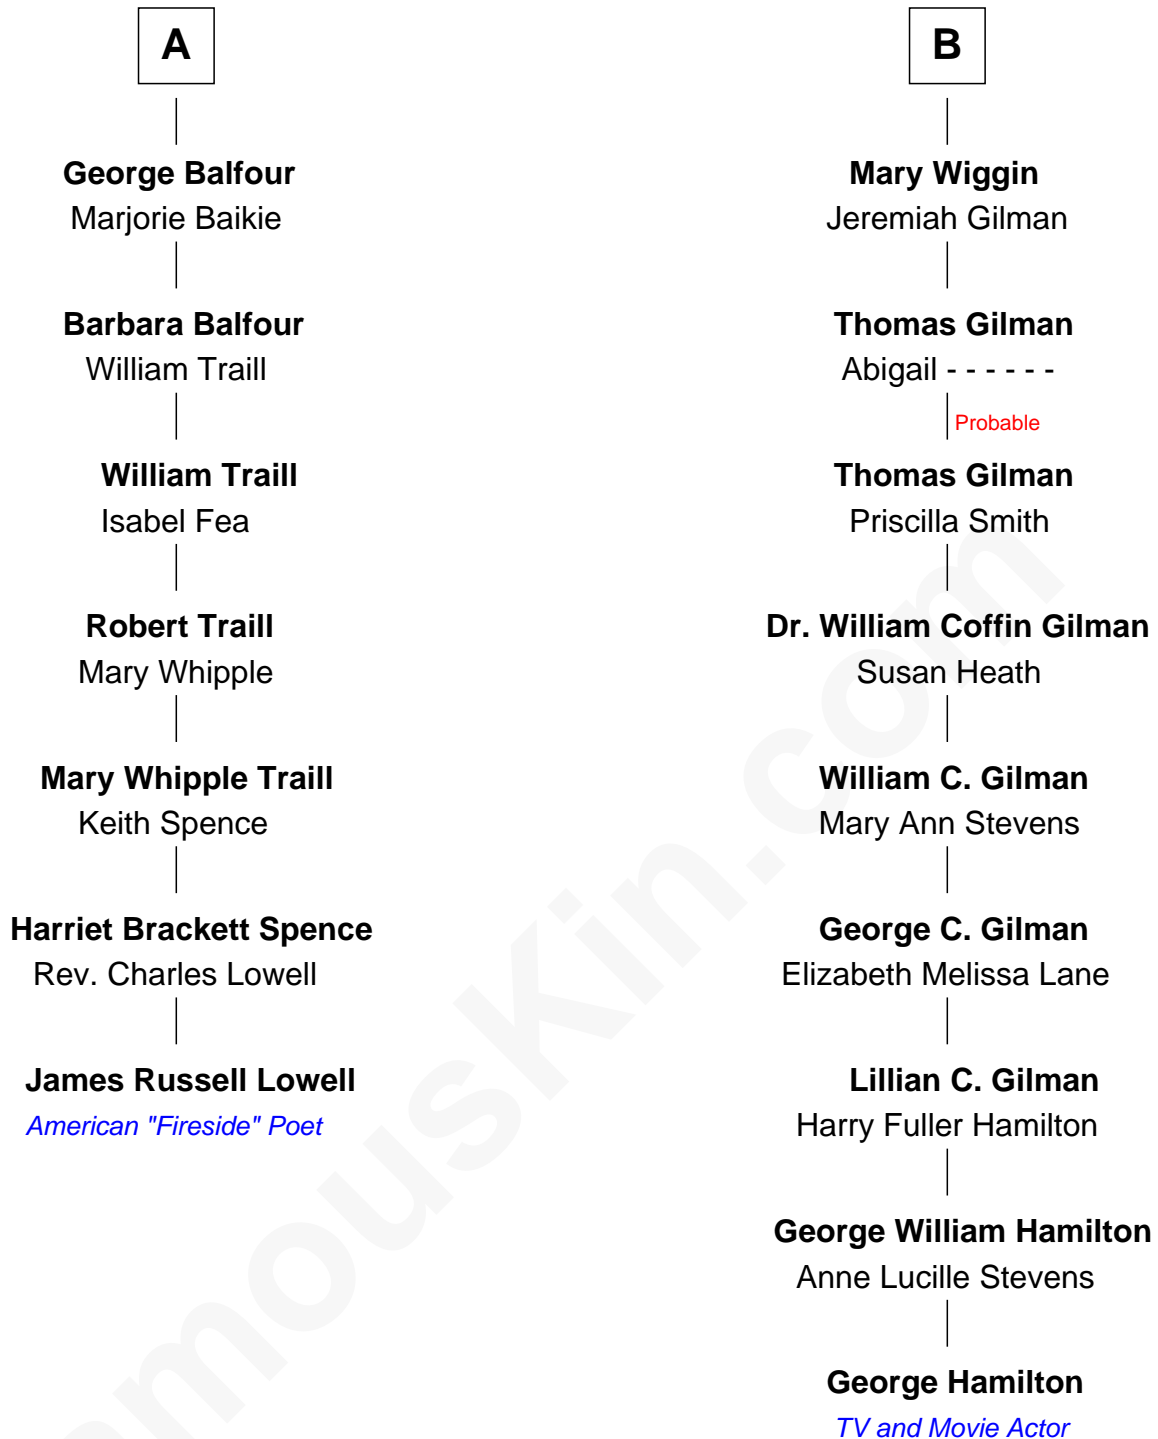 A
George Balfour
Marjorie Baikie
Barbara Balfour
William Traill
William Traill
Isabel Fea
Robert Traill
Mary Whipple
Mary Whipple Traill
Keith Spence
Harriet Brackett Spence
Rev. Charles Lowell
James Russell Lowell
American "Fireside" Poet
B
Mary Wiggin
Jeremiah Gilman
Thomas Gilman
Abigail - - - - - -
Probable
Thomas Gilman
Priscilla Smith
Dr. William Coffin Gilman
Susan Heath
William C. Gilman
Mary Ann Stevens
George C. Gilman
Elizabeth Melissa Lane
Lillian C. Gilman
Harry Fuller Hamilton
George William Hamilton
Anne Lucille Stevens
George Hamilton
TV and Movie Actor
mouskin.com